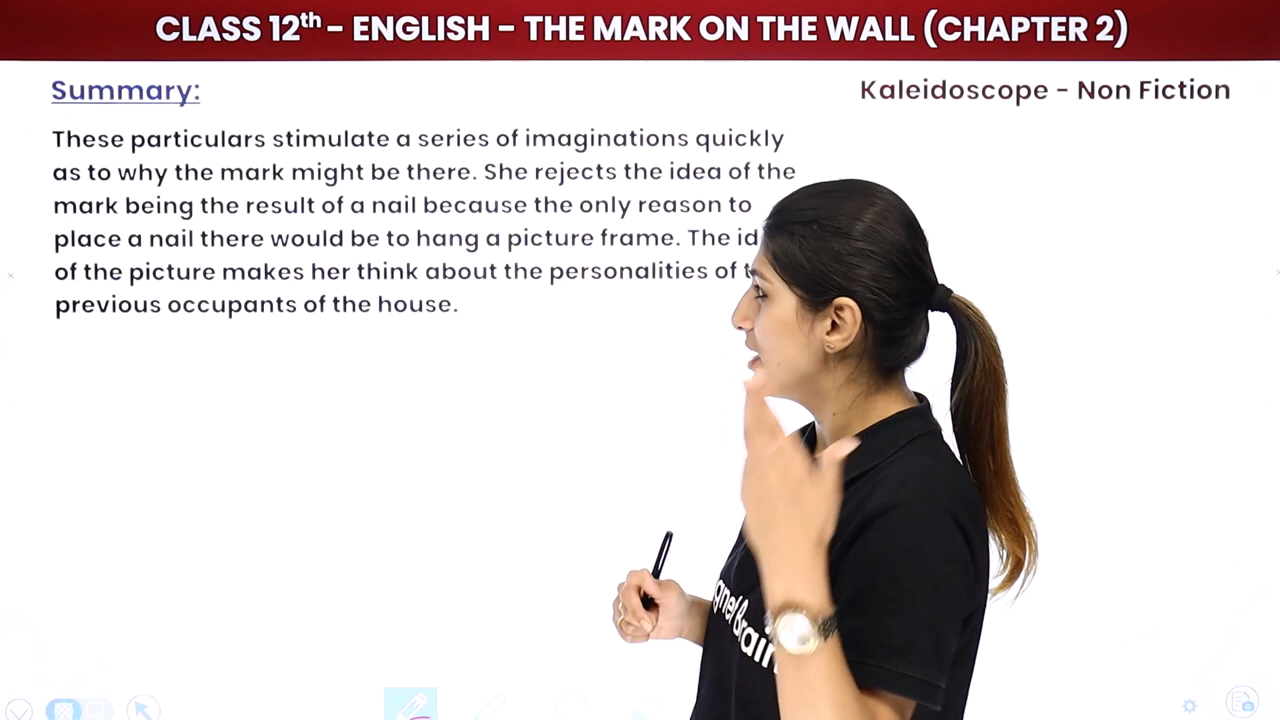 CLASS 12th - ENGLISH - THE MARK ON THE WALL (CHAPTER 2)
Summary:
Kaleidoscope - Non Fiction
These particulars stimulate a series of imaginations quickly
as to why the mark might be there. She rejects the idea of the
mark being the result of a nail because the only reason to
place a nail there would be to hang a picture frame. The
of the picture makes her think about the personalities of
previous occupants of the house.